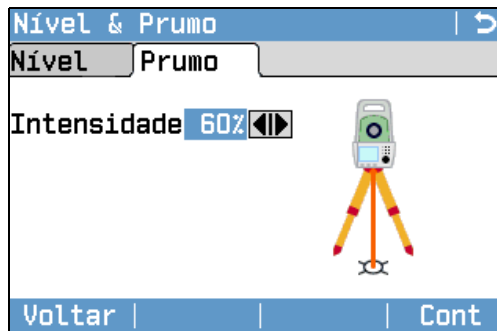 Nível & Prumo
Nível Prumo
Intensidade 60%
Voltar Cont